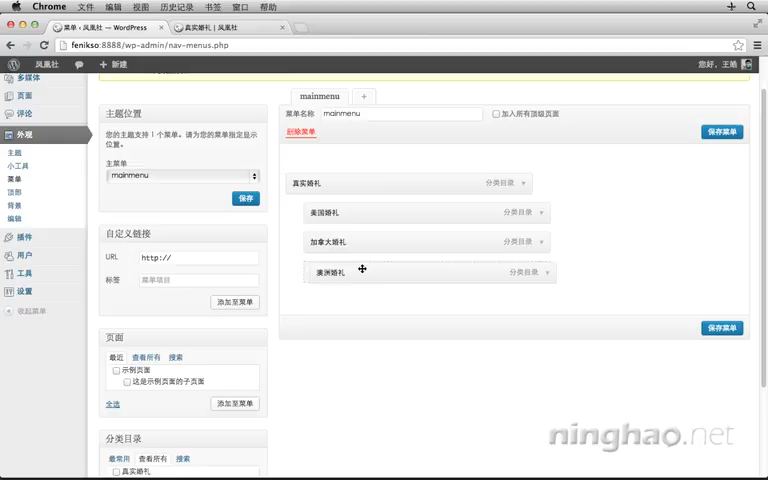 Chrome 文件 编辑 视图 历史记录 书签 窗口 帮助
菜单 ‹ 凤凰社 — WordPress
真实婚礼 | 凤凰社
fenikso:8888/wp-admin/nav-menus.php
凤凰社 新建 您好，王皓
多媒体
页面
评论
外观
主题
小工具
菜单
顶部
背景
编辑
插件
用户
工具
设置
收起菜单
主题位置
您的主题支持 1 个菜单。请为您的菜单指定显示
位置。
主菜单
mainmenu
保存
自定义链接
URL http://
标签 菜单项目
添加至菜单
页面
最近 查看所有 搜索
示例页面
这是示例页面的子页面
全选 添加至菜单
分类目录
最常用 查看所有 搜索
真实婚礼
mainmenu +
菜单名称 mainmenu 加入所有顶级页面
删除菜单 保存菜单
真实婚礼 分类目录
美国婚礼 分类目录
加拿大婚礼 分类目录
澳洲婚礼 分类目录
保存菜单
ninghao.net